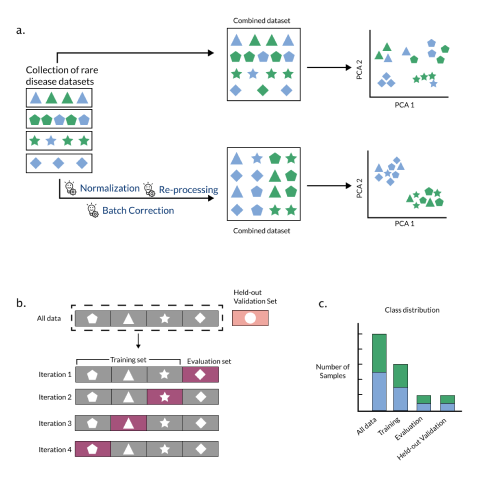 a.
Collection of rare
disease datasets
Combined dataset
PCA 2
PCA 1
Normalization
Re-processing
Batch Correction
Combined dataset
PCA 2
PCA 1
b.
All data
Held-out
Validation Set
Training set
Evaluation set
Iteration 1
Iteration 2
Iteration 3
Iteration 4
c.
Class distribution
Number of
Samples
All data
Training
Evaluation
Held-out Validation